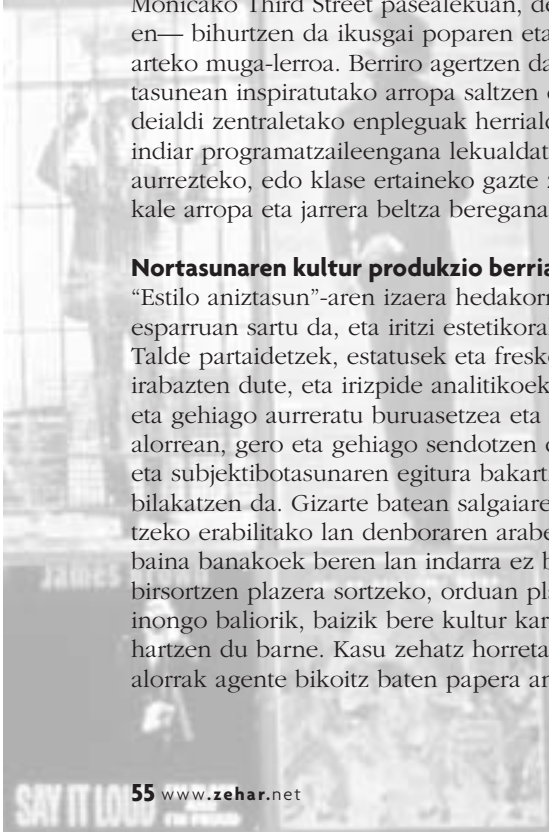 Monicako Third Street pasealekuan, de
en— bihurtzen da ikusgai poparen eta
arteko muga-lerroa. Berriro agertzen da
tasunean inspiratutako arropa saltzen
deialdi zentraletako enpleguak herriald
indiar programatzaileengana lekualdat
aurrezteko, edo klase ertaineko gazte
kale arropa eta jarrera beltza beregana
Nortasunaren kultur produkzio berria
"Estilo aniztasun"-aren izaera hedakorr
esparruan sartu da, eta iritzi estetikora
Talde partaidetzek, estatusek eta fresk
irabazten dute, eta irizpide analitikoek
eta gehiago aurreratu buruasetzea eta
alorrean, gero eta gehiago sendotzen
eta subjektibotasunaren egitura bakart
bilakatzen da. Gizarte batean salgaiare
tzeko erabilitako lan denboraren arabe
baina banakoek beren lan indarra ez b
birsortzen plazera sortzeko, orduan pl
inongo baliorik, baizik bere kultur kar
hartzen du barne. Kasu zehatz horreta
alorrak agente bikoitz baten papera an
James
SAY IT LOUD
55 www.zehar.net